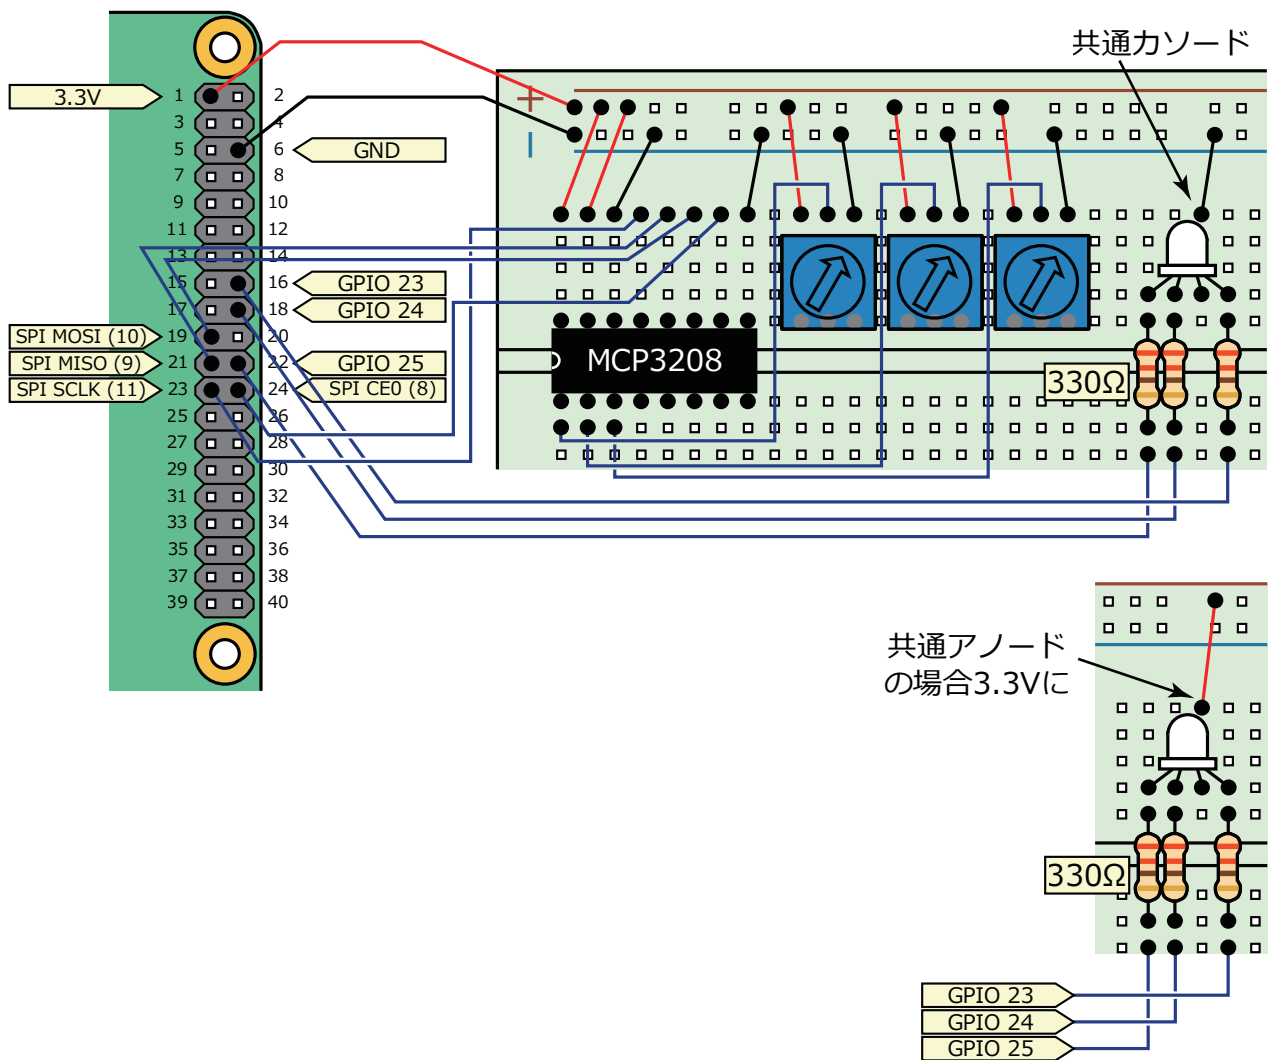 共通カソード
3.3V
1 2
3 4
5 6
GND
7 8
9 10
11 12
13 14
15 16
GPIO 23
17 18
GPIO 24
SPI MOSI (10)
19 20
SPI MISO (9)
21 22
GPIO 25
SPI SCLK (11)
23 24
SPI CE0 (8)
25 26
27 28
29 30
31 32
33 34
35 36
37 38
39 40
+
−
MCP3208
330Ω
共通アノード
の場合3.3Vに
330Ω
GPIO 23
GPIO 24
GPIO 25